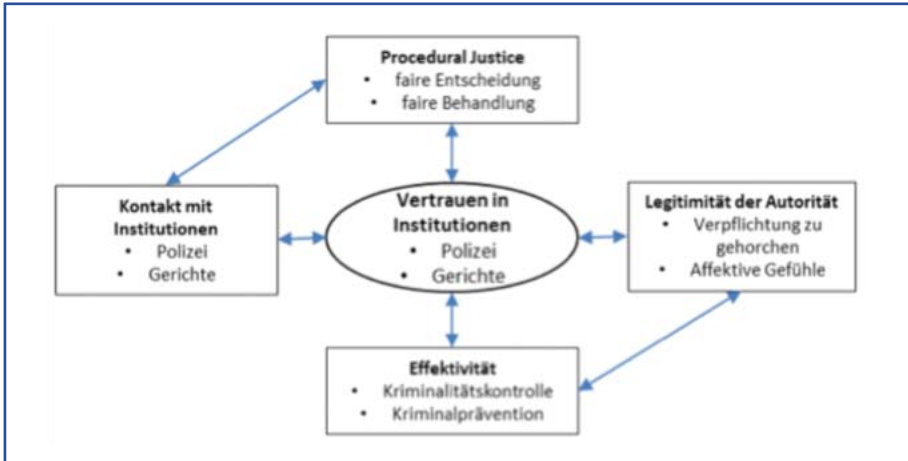 Procedural Justice
• faire Entscheidung
• faire Behandlung
Kontakt mit
Institutionen
• Polizei
• Gerichte
Vertrauen in
Institutionen
• Polizei
• Gerichte
Legitimität der Autorität
• Verpflichtung zu
gehorchen
• Affektive Gefühle
Effektivität
• Kriminalitätskontrolle
• Kriminalprävention